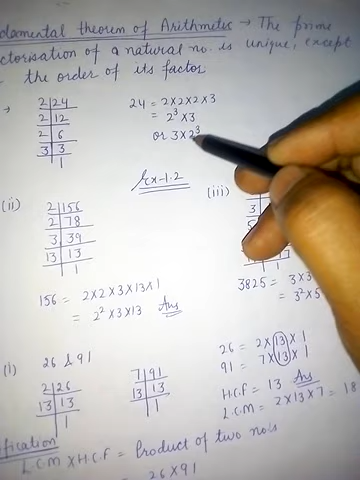 damental theorem of Arithmetic → The prime
ctorisation of a natural no. is unique, except
the order of its factor
→ 2|24
2|12
2|6
3|3
1
24 = 2×2×2×3
= 2³×3
or 3×2³
Ex-1.2
(ii) 2|156
2|78
3|39
13|13
1
156 = 2×2×3×13×1
= 2²×3×13 Ans
(iii)
3
5
17
1
3825 = 3×3
= 3²×5
(i) 26 & 91
2|26
13|13
1
7|91
13|13
1
26 = 2×13×1
91 = 7×13×1
H.C.F = 13 Ans
L.C.M = 2×13×7 = 18
ification
L.C.M × H.C.F = Product of two nos
26×91